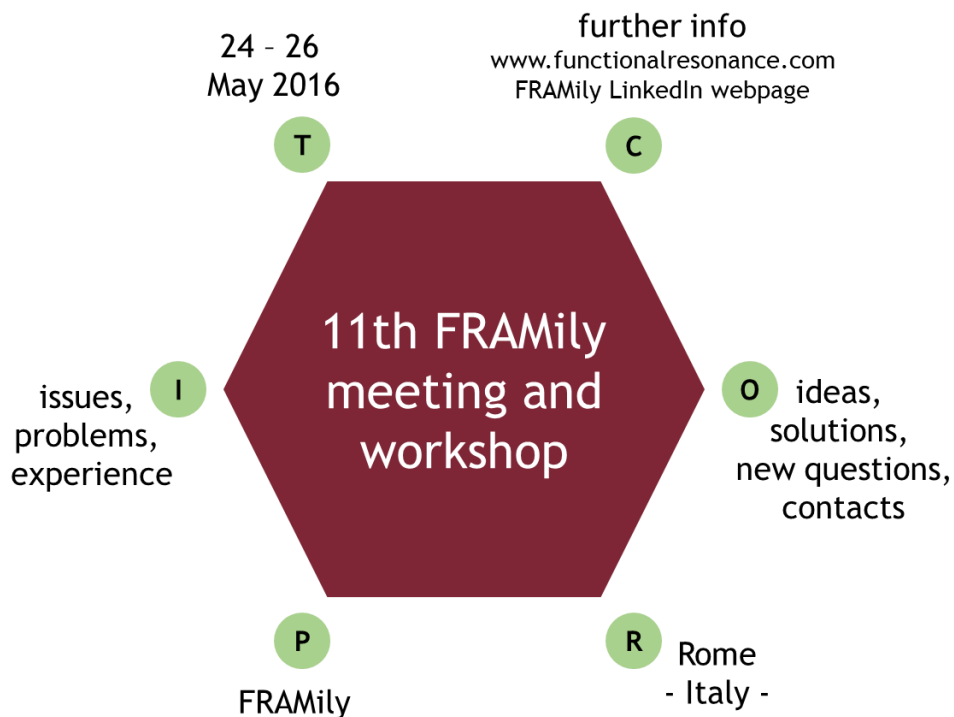 24 – 26
May 2016
further info
www.functionalresonance.com
FRAMily LinkedIn webpage
T
C
11th FRAMily
meeting and
workshop
I
issues,
problems,
experience
O
ideas,
solutions,
new questions,
contacts
P
FRAMily
R
Rome
- Italy -